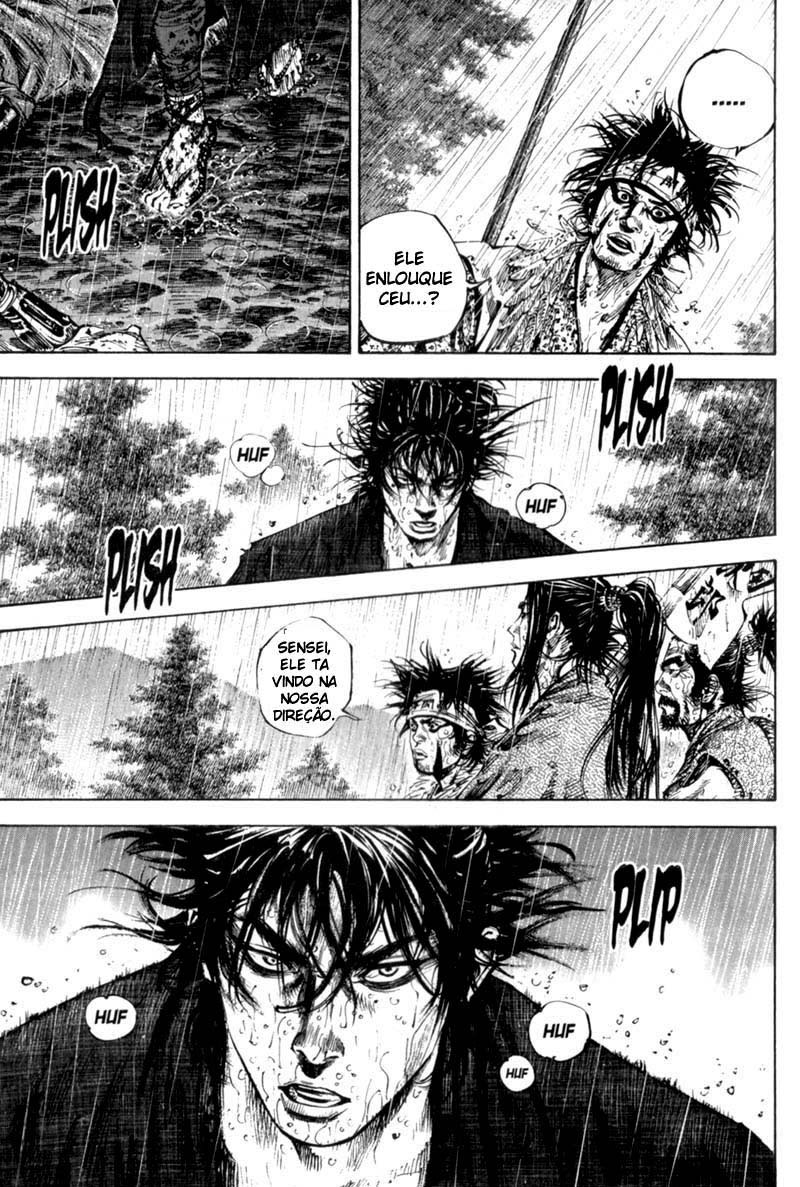 .....
ELE
ENLOUQUE
CEU...?
PLISH
PLISH
HUF
HUF
PLISH
SENSEI,
ELE TA
VINDO NA
NOSSA
DIREÇÃO.
PLIP
HUF
HUF
HUF